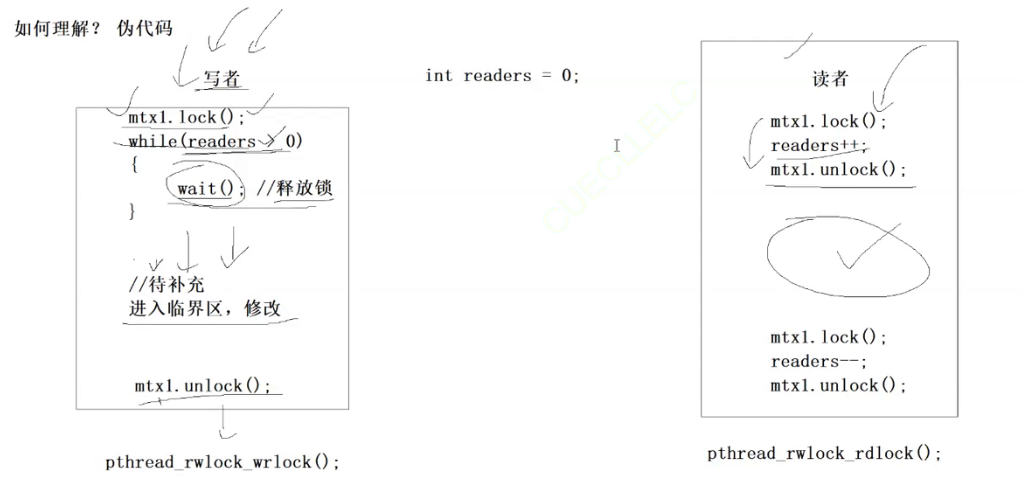 如何理解? 伪代码
写者
mtx1.lock();
while(readers > 0)
{
wait(); //释放锁
}
//待补充
进入临界区,修改
mtx1.unlock();
pthread_rwlock_wrlock();
int readers = 0;
读者
mtx1.lock();
readers++;
mtx1.unlock();
mtx1.lock();
readers--;
mtx1.unlock();
pthread_rwlock_rdlock();